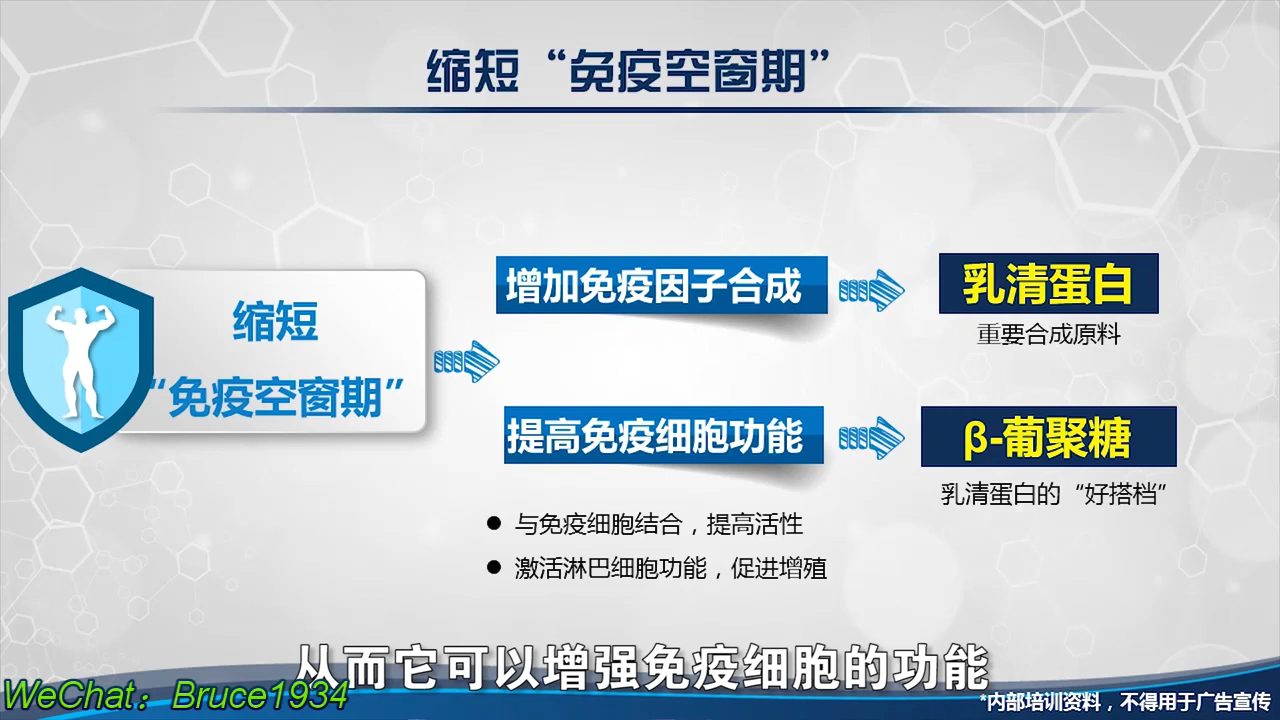 缩短“免疫空窗期”
缩短
“免疫空窗期”
增加免疫因子合成
乳清蛋白
重要合成原料
提高免疫细胞功能
β-葡聚糖
乳清蛋白的“好搭档”
● 与免疫细胞结合，提高活性
● 激活淋巴细胞功能，促进增殖
从而它可以增强免疫细胞的功能
WeChat：Bruce1934
*内部培训资料，不得用于广告宣传